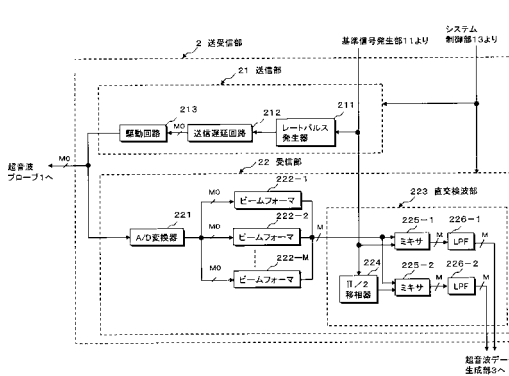 システム
制御部13より
基準信号発生部11より
2 送受信部
21 送信部
213
212
211
駆動回路
M0
送信遅延回路
レートパルス
発生器
超音波
プローブ1へ
M0
22 受信部
222-1
M0
ビームフォーマ
222-2
221
A/D変換器
M0
ビームフォーマ
M
222-M
M0
ビームフォーマ
223 直交検波部
225-1
226-1
ミキサ
M
LPF
M
224
225-2
226-2
Π/2
移相器
ミキサ
M
LPF
M
超音波デー
生成部3へ